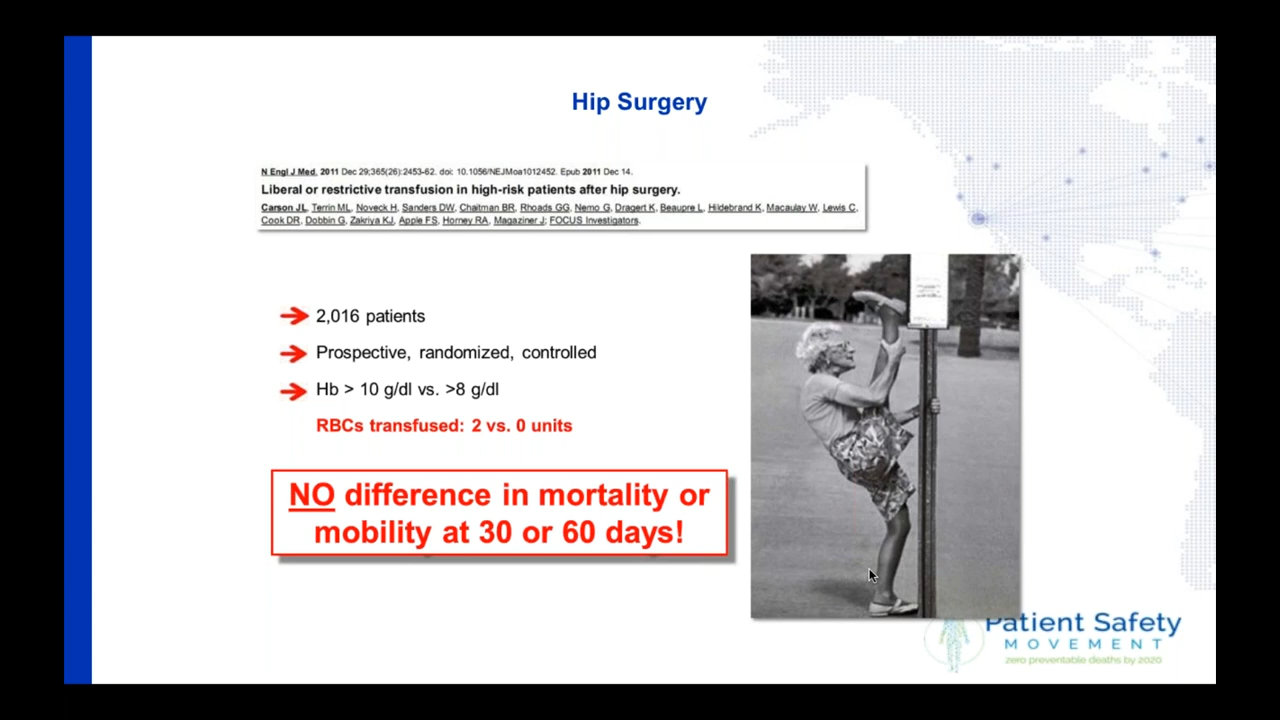 Hip Surgery
N Engl J Med. 2011 Dec 29;365(26):2453-62. doi: 10.1056/NEJMoa1012452. Epub 2011 Dec 14.
Liberal or restrictive transfusion in high-risk patients after hip surgery.
Carson JL, Terrin ML, Noveck H, Sanders DW, Chaitman BR, Rhoads GG, Nemo G, Dragert K, Beaupre L, Hildebrand K, Macaulay W, Lewis C,
Cook DR, Dobbin G, Zakriya KJ, Apple FS, Horney RA, Magaziner J; FOCUS Investigators.
2,016 patients
Prospective, randomized, controlled
Hb > 10 g/dl vs. >8 g/dl
RBCs transfused: 2 vs. 0 units
NO difference in mortality or
mobility at 30 or 60 days!
Patient Safety
MOVEMENT
zero preventable deaths by 2020